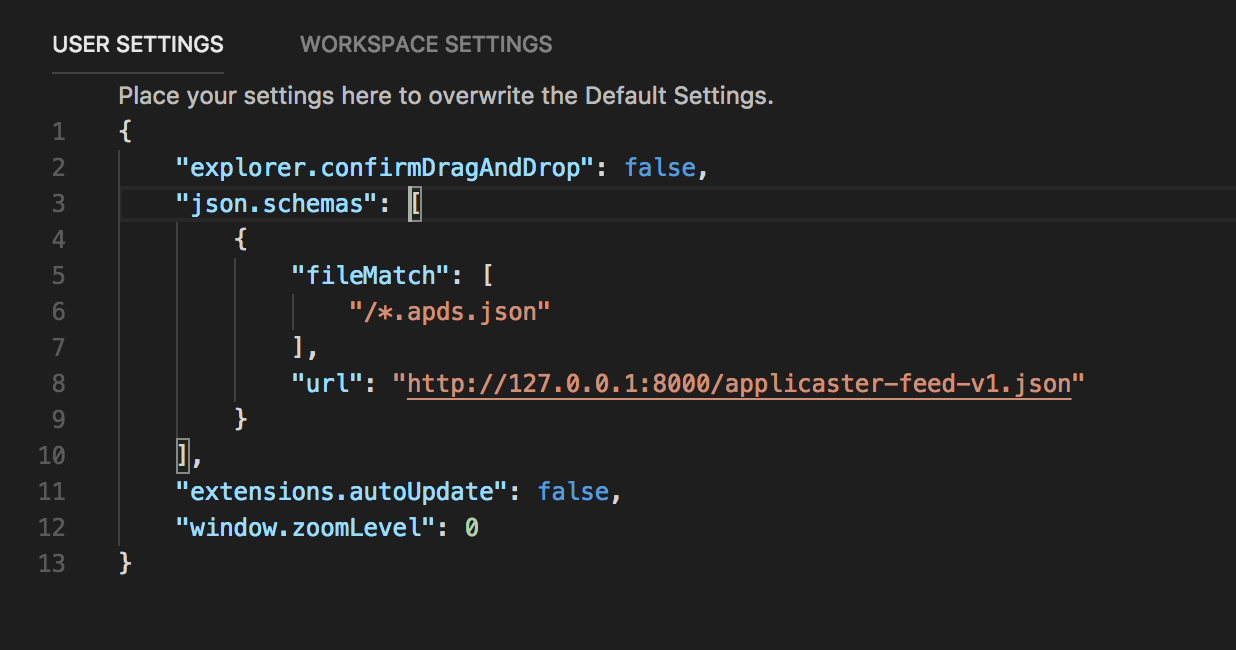 USER SETTINGS WORKSPACE SETTINGS
Place your settings here to overwrite the Default Settings.
1 {
2 "explorer.confirmDragAndDrop": false,
3 "json.schemas": [
4 {
5 "fileMatch": [
6 "/*.apds.json"
7 ],
8 "url": "http://127.0.0.1:8000/applicaster-feed-v1.json"
9 }
10 ],
11 "extensions.autoUpdate": false,
12 "window.zoomLevel": 0
13 }